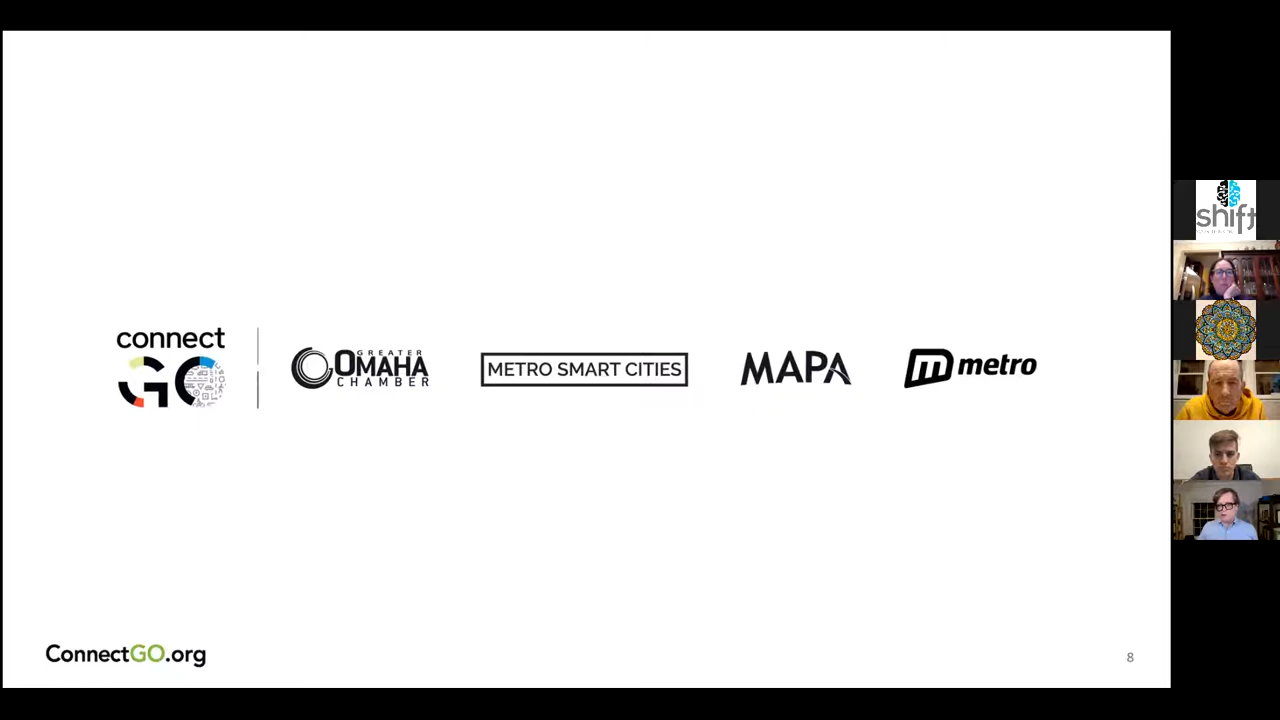 connect
GO
GREATER
OMAHA
CHAMBER
METRO SMART CITIES
MAPA
m metro
ConnectGO.org
8
shift